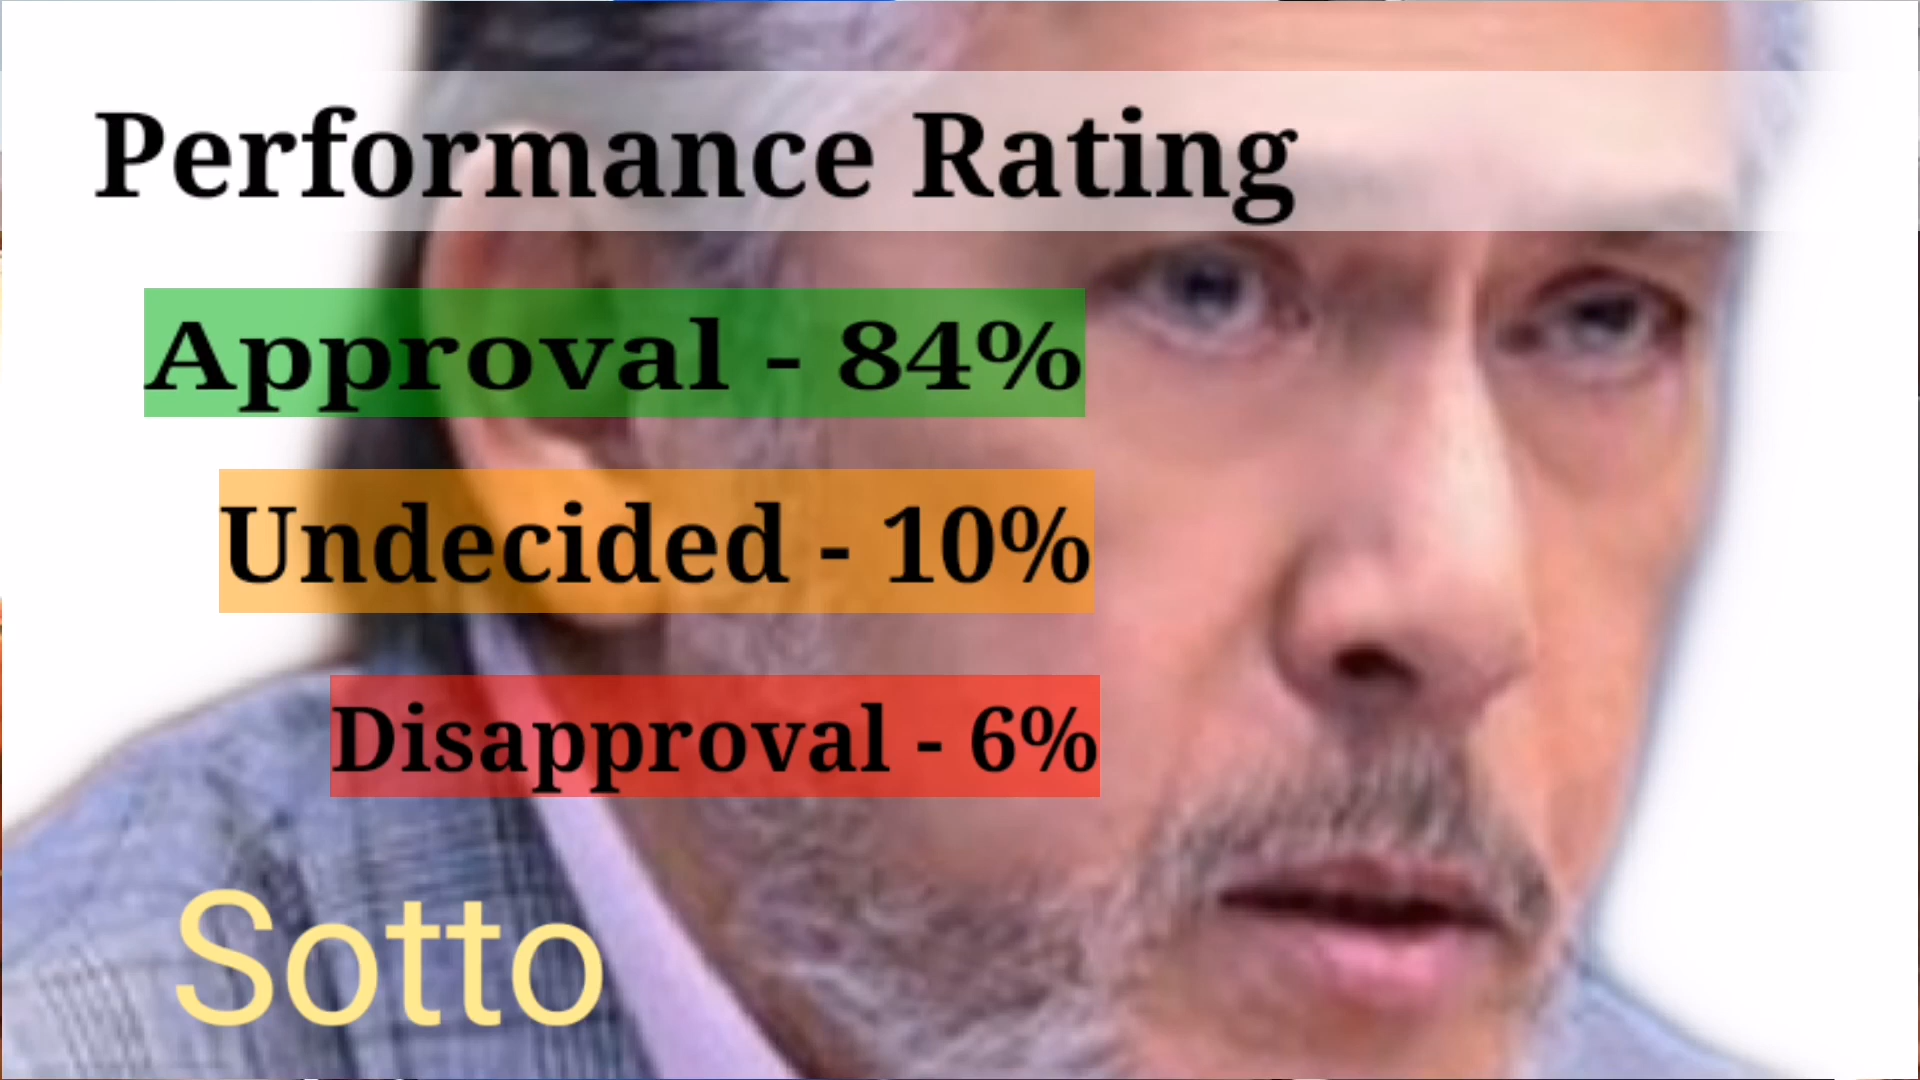 Performance Rating
Approval - 84%
Undecided - 10%
Disapproval - 6%
Sotto